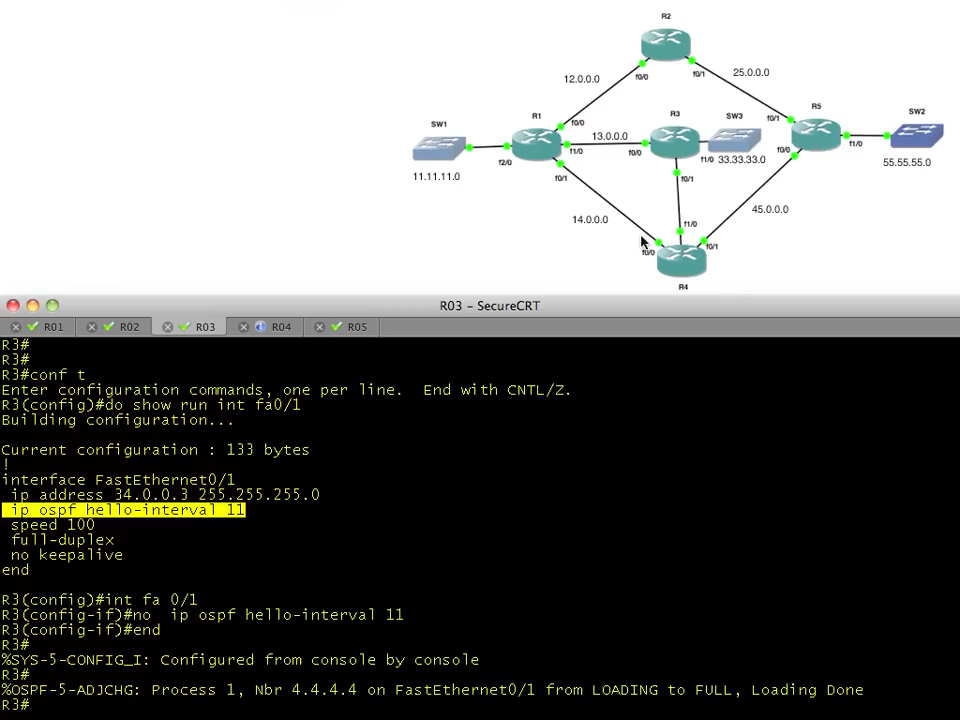 R2
12.0.0.0
f0/0
f0/1
25.0.0.0
SW1
R1
f0/0
R3
SW3
f0/1
R5
SW2
13.0.0.0
f2/0
f1/0
f0/0
f1/0
33.33.33.0
f0/0
f1/0
55.55.55.0
11.11.11.0
f0/1
f0/1
14.0.0.0
45.0.0.0
f1/0
f0/0
f0/1
R4
R03 - SecureCRT
R01
R02
R03
R04
R05
R3#
R3#
R3#conf t
Enter configuration commands, one per line.  End with CNTL/Z.
R3(config)#do show run int fa0/1
Building configuration...
Current configuration : 133 bytes
!
interface FastEthernet0/1
 ip address 34.0.0.3 255.255.255.0
 ip ospf hello-interval 11
 speed 100
 full-duplex
 no keepalive
end
R3(config)#int fa 0/1
R3(config-if)#no  ip ospf hello-interval 11
R3(config-if)#end
R3#
%SYS-5-CONFIG_I: Configured from console by console
R3#
%OSPF-5-ADJCHG: Process 1, Nbr 4.4.4.4 on FastEthernet0/1 from LOADING to FULL, Loading Done
R3#